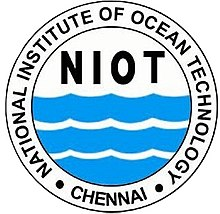 NATIONAL INSTITUTE OF OCEAN TECHNOLOGY
NIOT
• CHENNAI •